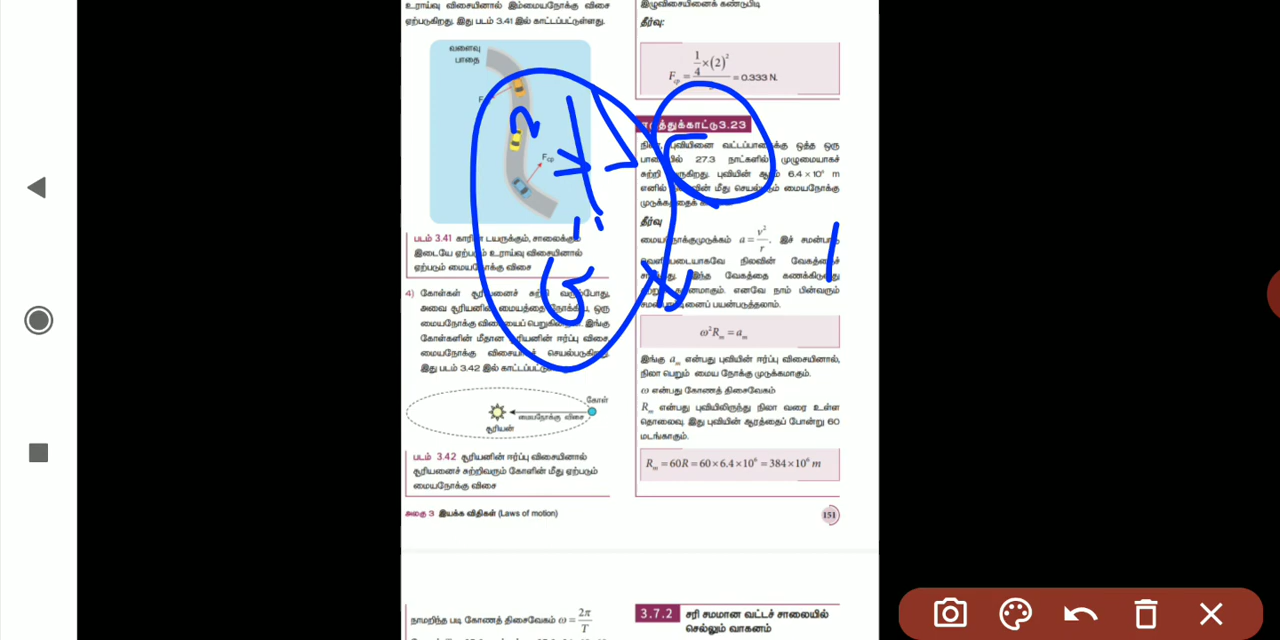 உராய்வு விசையினால் இம்மையநோக்கு விசை
ஏற்படுகிறது. இது படம் 3.41 இல் காட்டப்பட்டுள்ளது.
வளைவு
பாதை
F
Fcp
படம் 3.41 காரின் டயருக்கும், சாலைக்கும்
இடையே ஏற்படும் உராய்வு விசையினால்
ஏற்படும் மையநோக்கு விசை
4) கோள்கள் சூரியனைச் சுற்றி வரும்போது,
அவை சூரியனின் மையத்தை நோக்கிய, ஒரு
மையநோக்கு விசையைப் பெறுகின்றன. இங்கு
கோள்களின் மீதான சூரியனின் ஈர்ப்பு விசை
மையநோக்கு விசையாகச் செயல்படுகிறது.
இது படம் 3.42 இல்
கோள்
மையநோக்கு விசை
சூரியன்
படம் 3.42 சூரியனின் ஈர்ப்பு விசையினால்
சூரியனைச் சுற்றிவரும் கோளின் மீது ஏற்படும்
மையநோக்கு விசை
அலகு 3 இயக்க விதிகள் (Laws of motion)
நாமறிந்த படி கோணத் திசைவேகம் ω = 2π/T
இழுவிசையினைக் கண்டுபிடி
தீர்வு:
Fcp = 1/4 × (2)² = 0.333 N.
எடுத்துக்காட்டு 3.23
நிலா, புவியினை வட்டப்பாதைக்கு ஒத்த ஒரு
பாதையில் 27.3 நாட்களில் முழுமையாகச்
சுற்றி வருகிறது. புவியின் ஆரம் 6.4 × 10⁶ m
எனில் நிலவின் மீது செயல்படும் மையநோக்கு
முடுக்கத்தைக்
தீர்வு
மையநோக்குமுடுக்கம் a = v²/r. இச் சமன்பாடு
வெளிப்படையாகவே நிலவின் வேகத்தைச்
இந்த வேகத்தை கணக்கிடுவது
எனவே நாம் பின்வரும்
பயன்படுத்தலாம்.
ω²Rm = am
இங்கு am என்பது புவியின் ஈர்ப்பு விசையினால்,
நிலா பெறும் மைய நோக்கு முடுக்கமாகும்.
ω என்பது கோணத் திசைவேகம்
Rm என்பது புவியிலிருந்து நிலா வரை உள்ள
தொலைவு. இது புவியின் ஆரத்தைப் போன்று 60
மடங்காகும்.
Rm = 60R = 60 × 6.4 × 10⁶ = 384 × 10⁶ m
151
3.7.2 சரி சமமான வட்டச் சாலையில்
செல்லும் வாகனம்